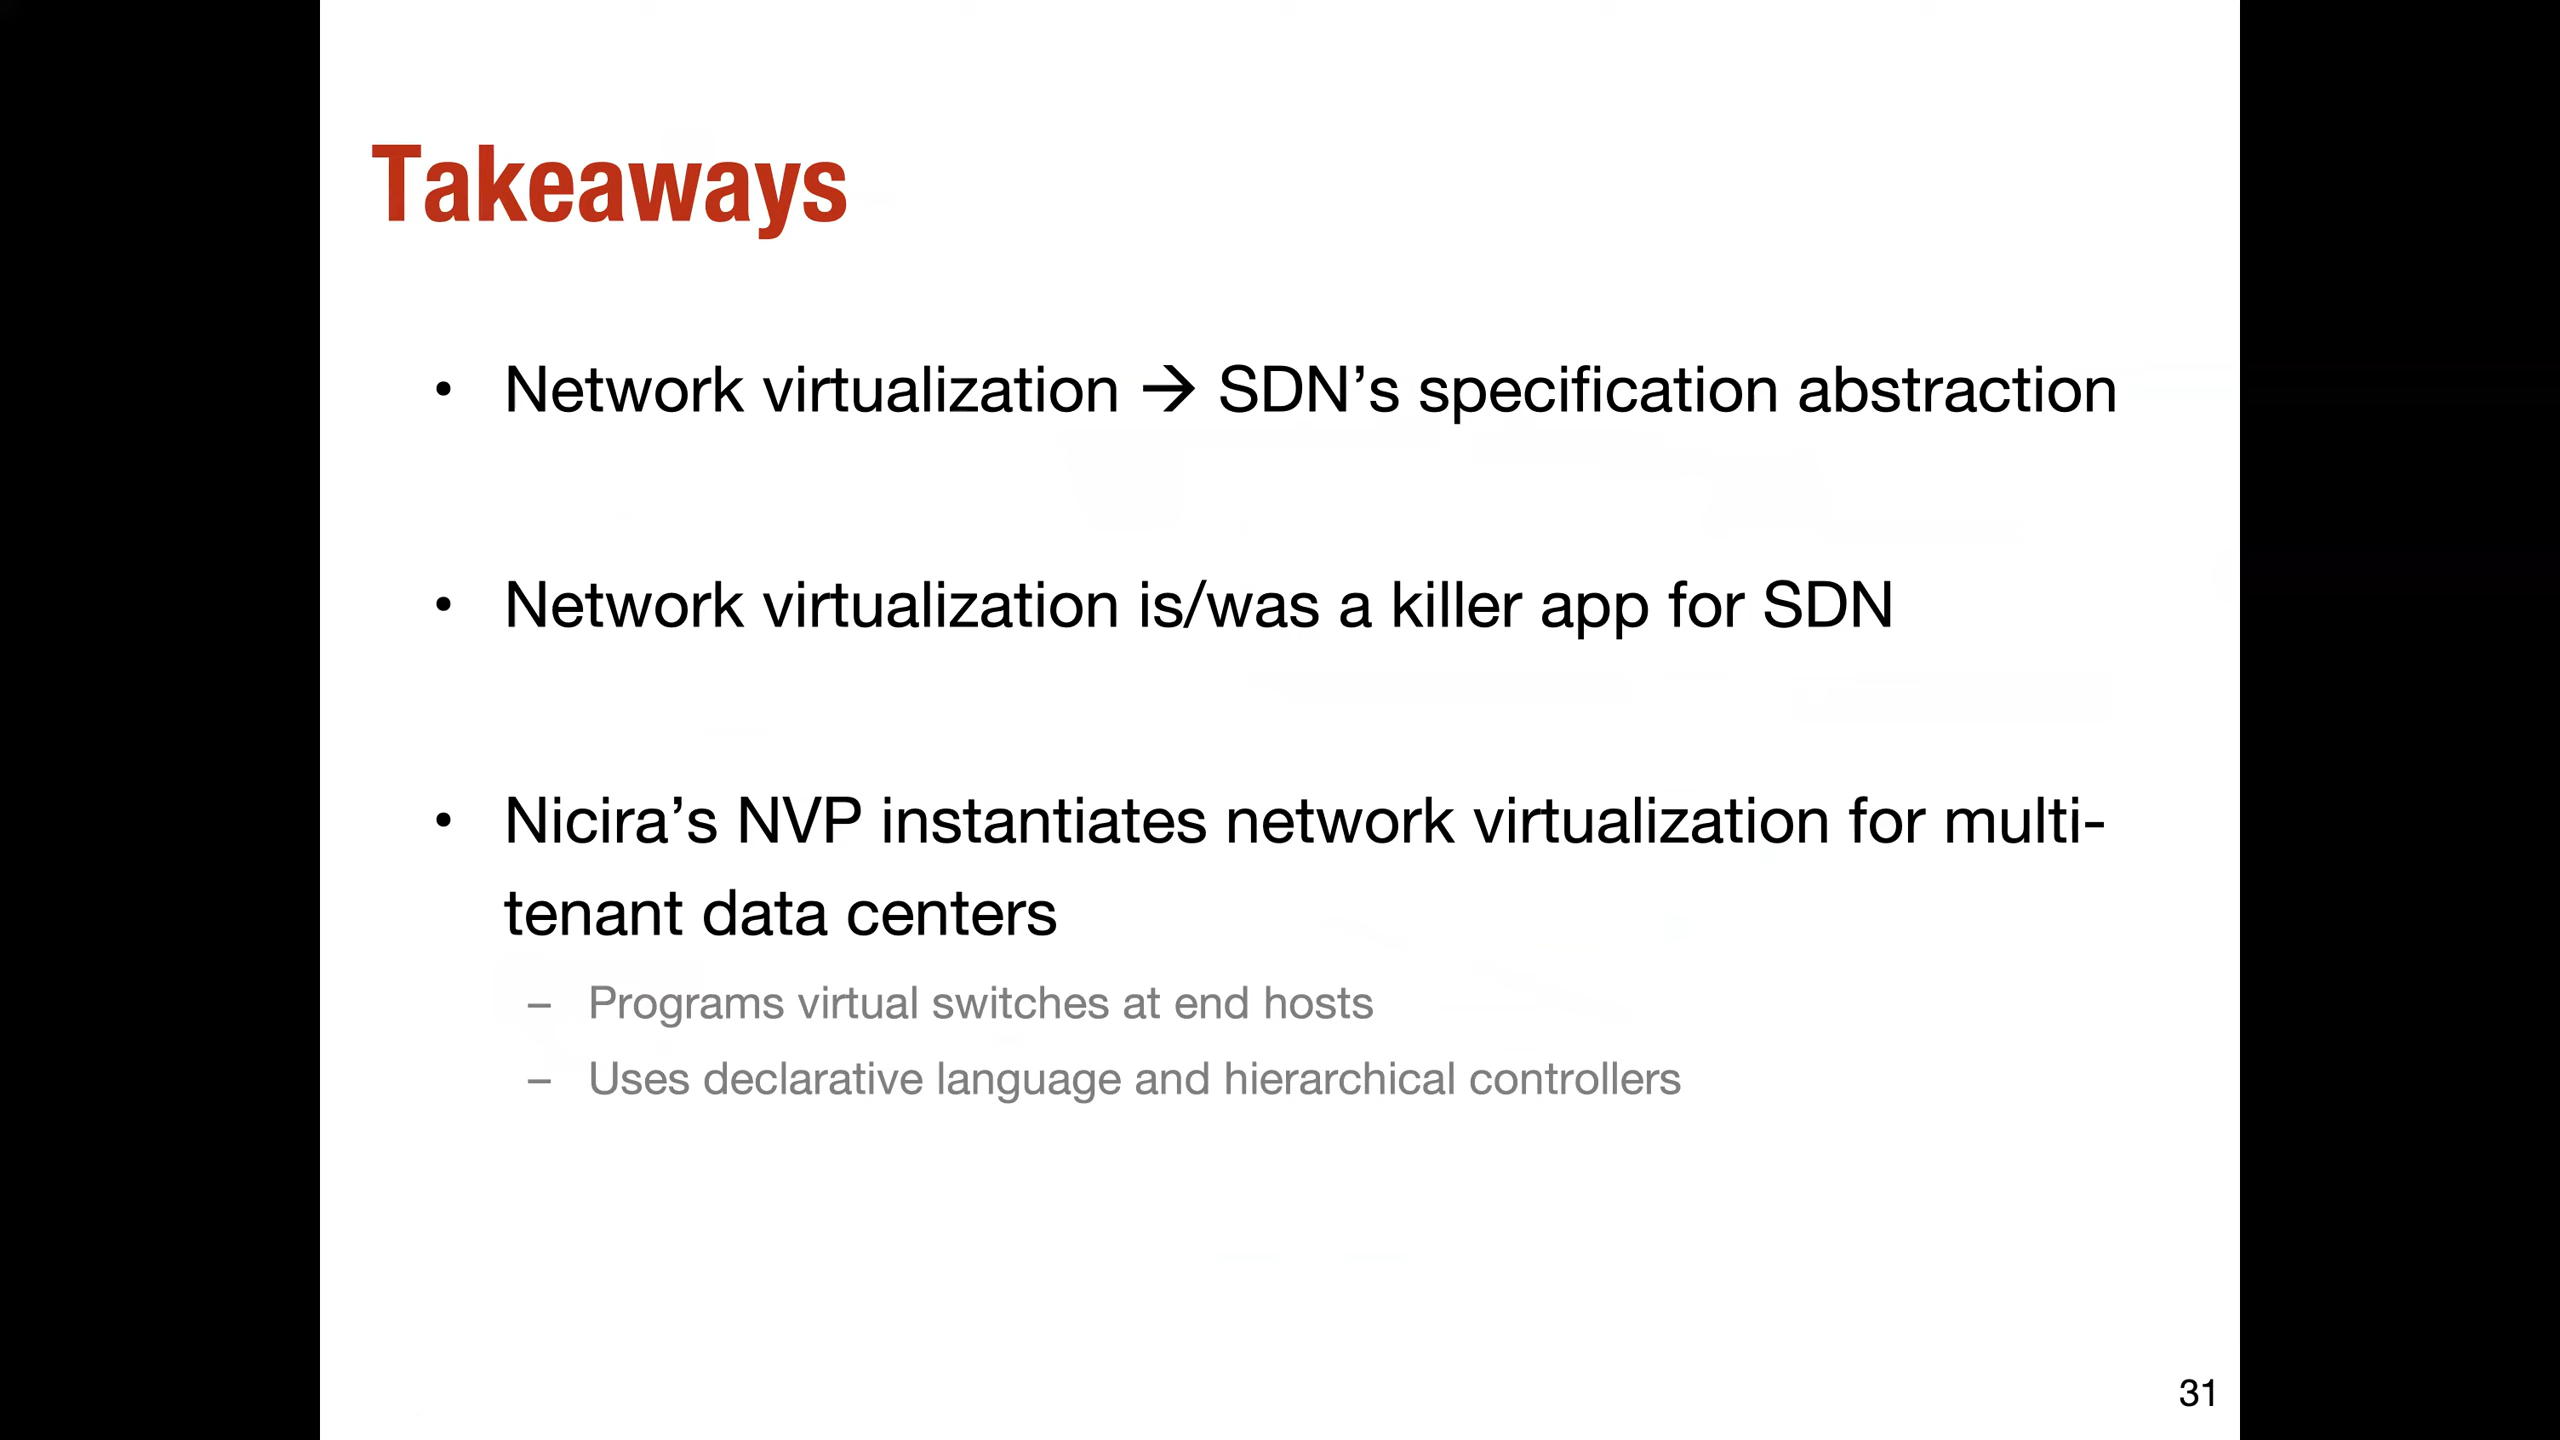 Takeaways
• Network virtualization → SDN’s specification abstraction
• Network virtualization is/was a killer app for SDN
• Nicira’s NVP instantiates network virtualization for multi-
tenant data centers
– Programs virtual switches at end hosts
– Uses declarative language and hierarchical controllers
31